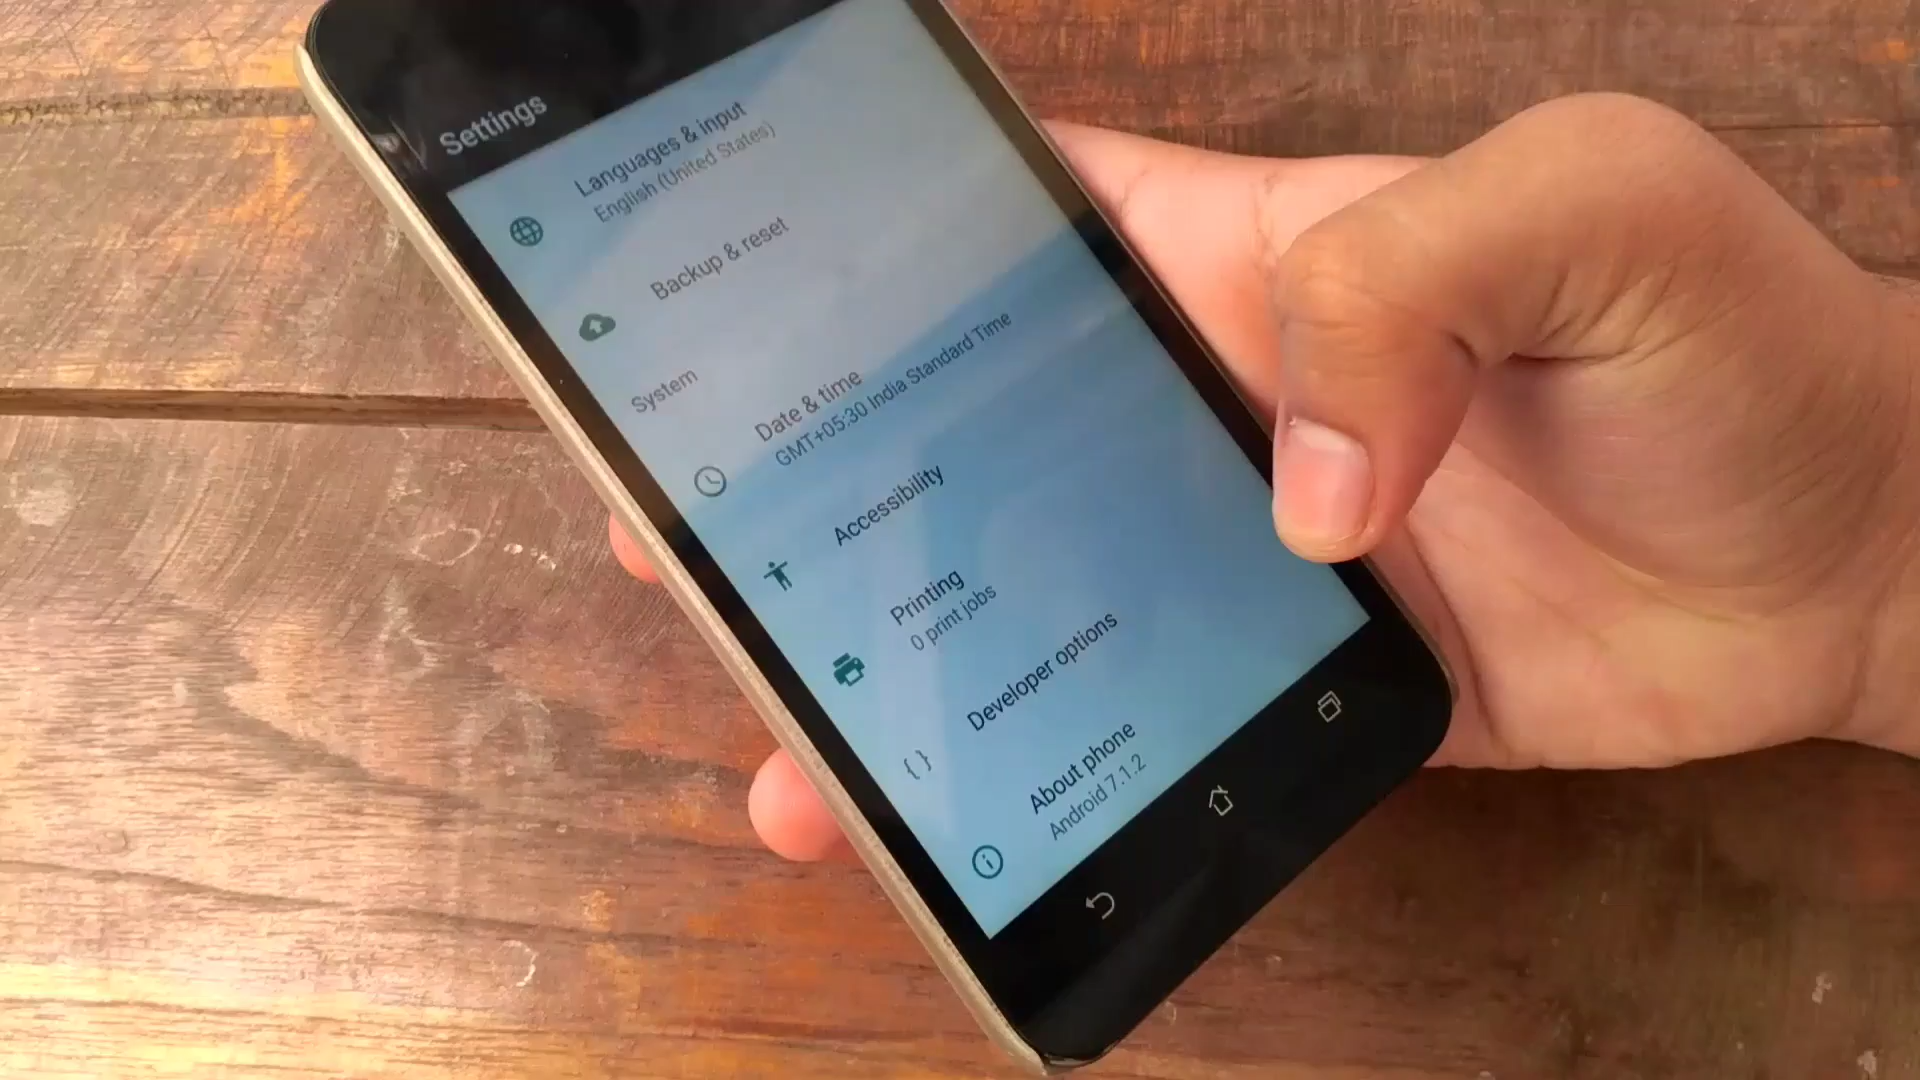 Settings
Languages & input
English (United States)
Backup & reset
System
Date & time
GMT+05:30 India Standard Time
Accessibility
Printing
0 print jobs
Developer options
About phone
Android 7.1.2